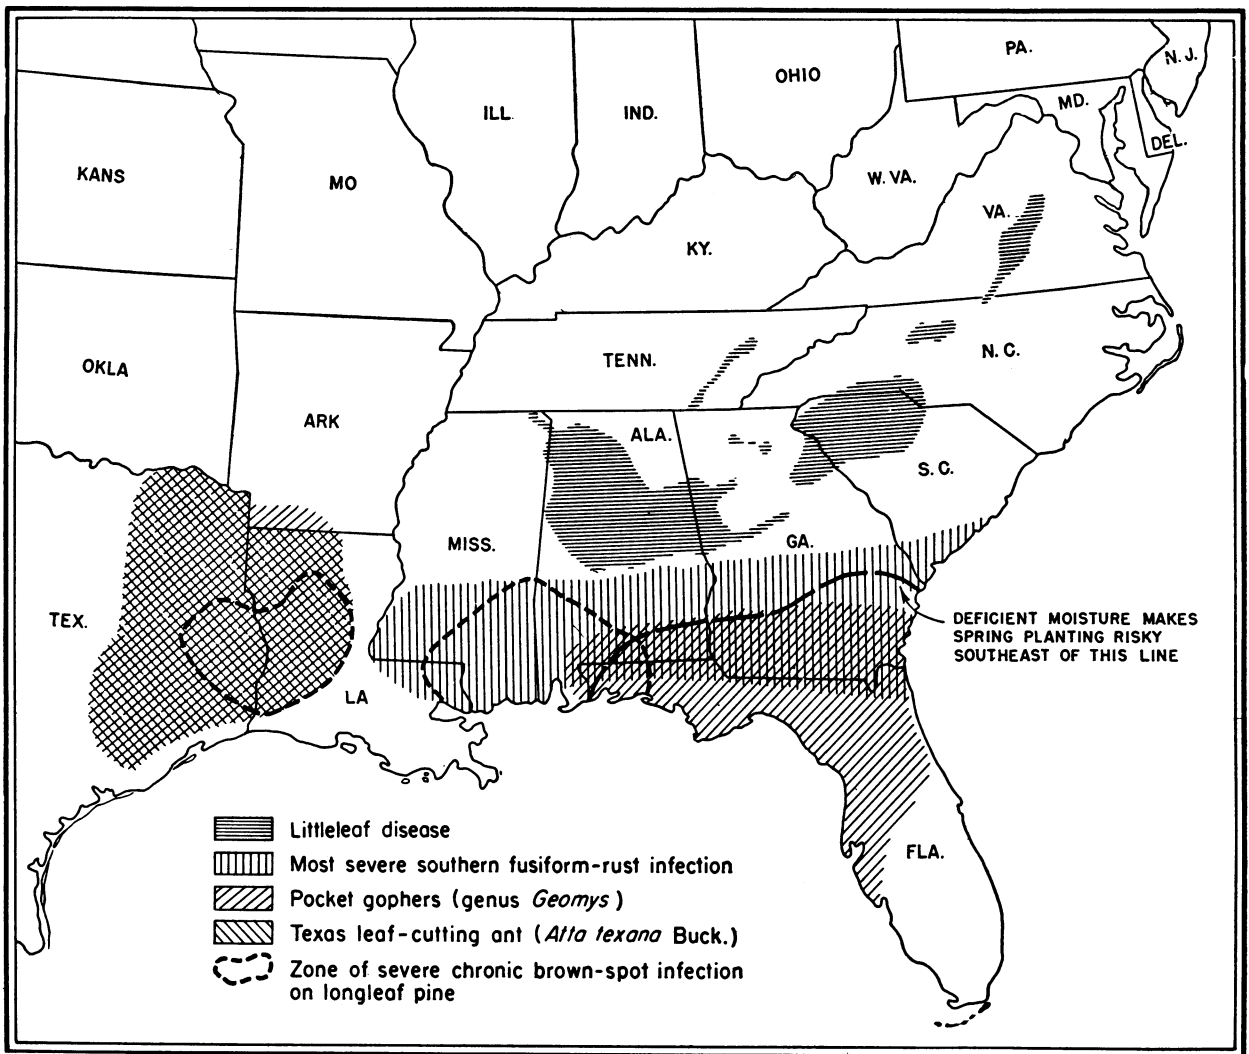 PA.
N. J.
OHIO
ILL.
IND.
MD.
DEL.
KANS
MO
W. VA.
VA.
KY.
OKLA
TENN.
N. C.
ARK
ALA.
S. C.
MISS.
GA.
TEX.
DEFICIENT MOISTURE MAKES
SPRING PLANTING RISKY
SOUTHEAST OF THIS LINE
LA
FLA.
Littleleaf disease
Most severe southern fusiform-rust infection
Pocket gophers (genus Geomys)
Texas leaf-cutting ant (Atta texana Buck.)
Zone of severe chronic brown-spot infection
on longleaf pine